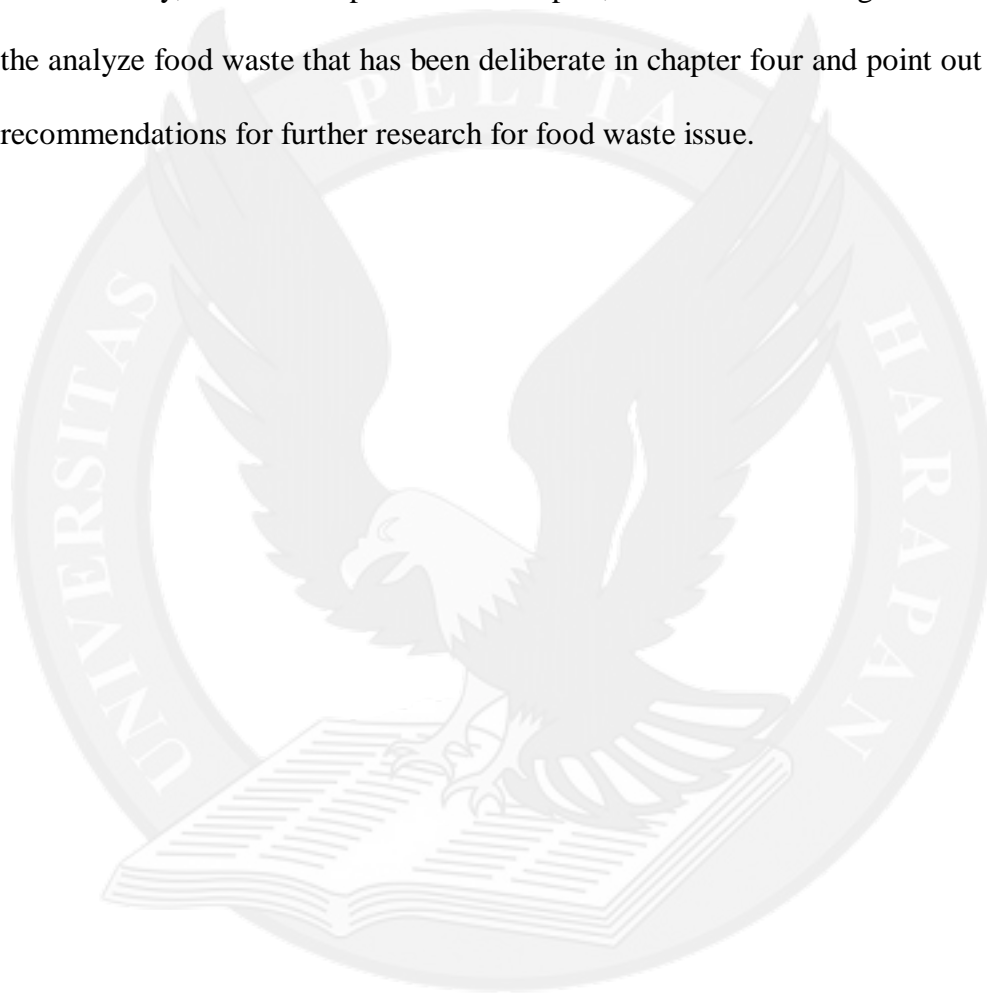 the analyze food waste that has been deliberate in chapter four and point out
recommendations for further research for food waste issue.
UNIVERSITAS PELITA HARAPAN